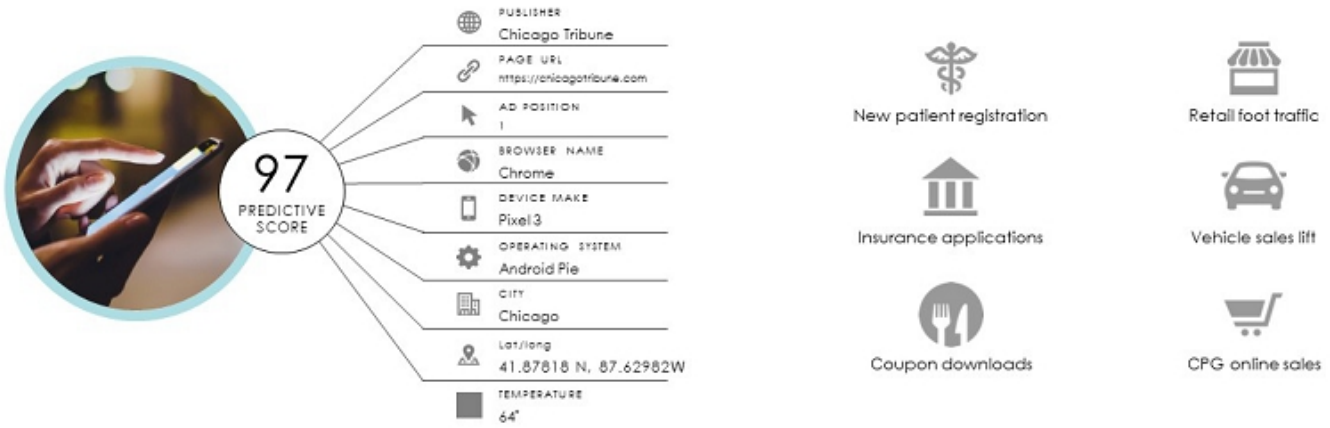 97
PREDICTIVE
SCORE
PUBLISHER
Chicago Tribune
PAGE URL
https://chicagotribune.com
AD POSITION
1
BROWSER NAME
Chrome
DEVICE MAKE
Pixel 3
OPERATING SYSTEM
Android Pie
CITY
Chicago
Lat/long
41.87818 N, 87.62982W
TEMPERATURE
64°
New patient registration
Retail foot traffic
Insurance applications
Vehicle sales lift
Coupon downloads
CPG online sales